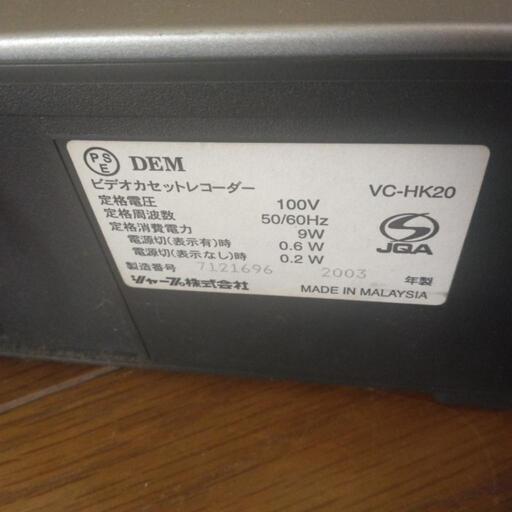 PSE DEM
ビデオカセットレコーダー VC-HK20
定格電圧 100V
定格周波数 50/60Hz
定格消費電力 9W
電源切(表示有)時 0.6 W
電源切(表示なし)時 0.2 W
JQA
製造番号 7121696 2003 年製
シャープ株式会社 MADE IN MALAYSIA